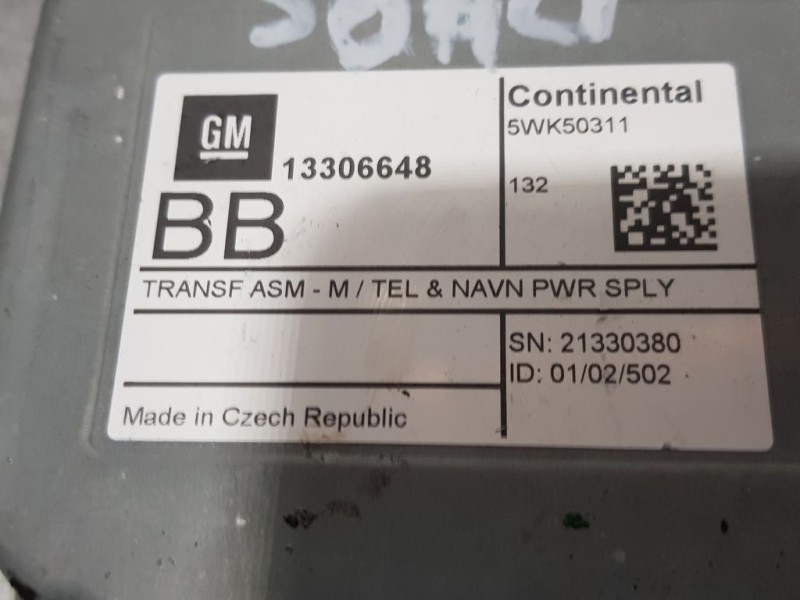 GM
13306648
BB
Continental
5WK50311
132
TRANSF ASM - M / TEL & NAVN PWR SPLY
SN: 21330380
ID: 01/02/502
Made in Czech Republic